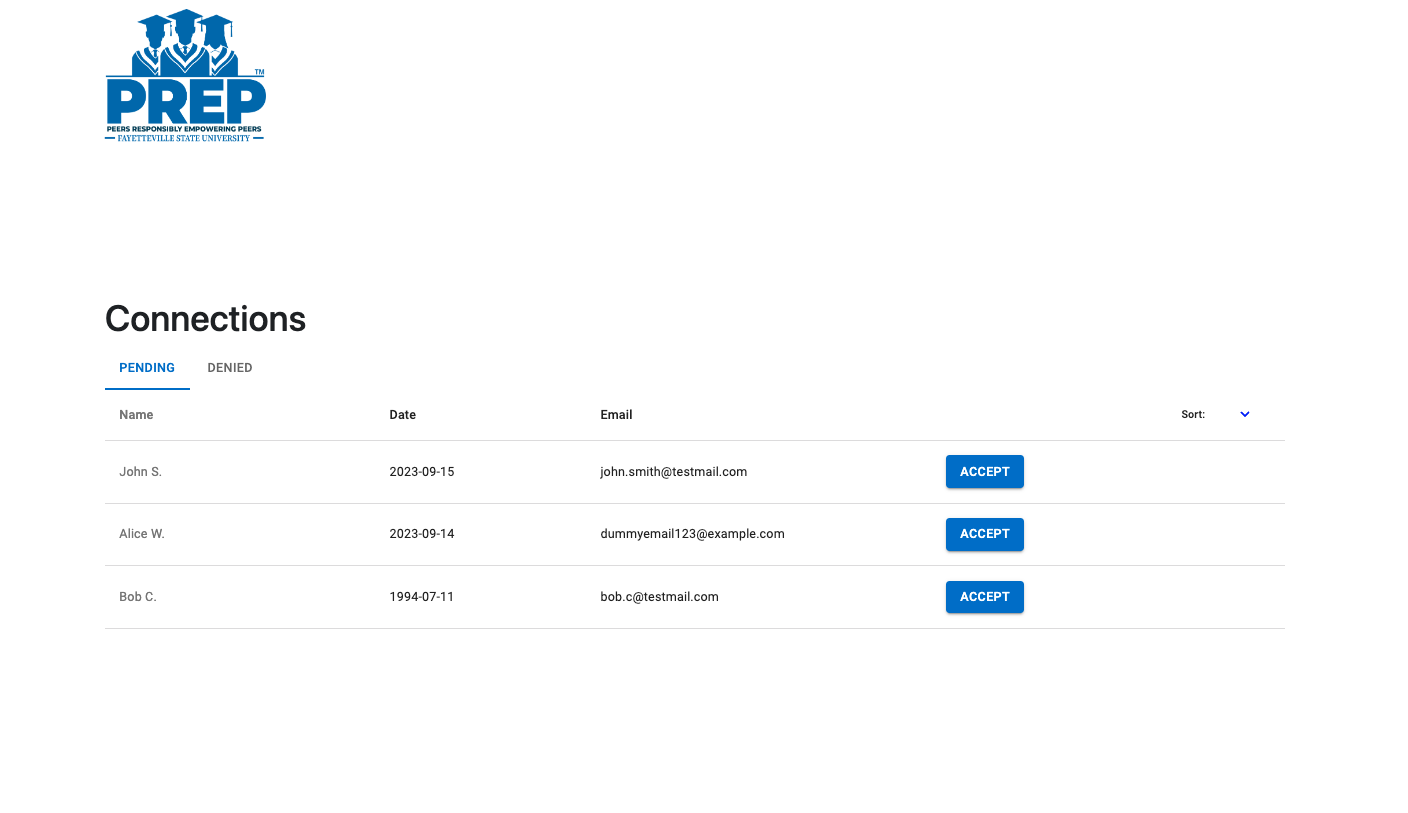 TM
PREP
PEERS RESPONSIBLY EMPOWERING PEERS
FAYETTEVILLE STATE UNIVERSITY
Connections
PENDING DENIED
Name Date Email Sort:
John S. 2023-09-15 john.smith@testmail.com ACCEPT
Alice W. 2023-09-14 dummyemail123@example.com ACCEPT
Bob C. 1994-07-11 bob.c@testmail.com ACCEPT